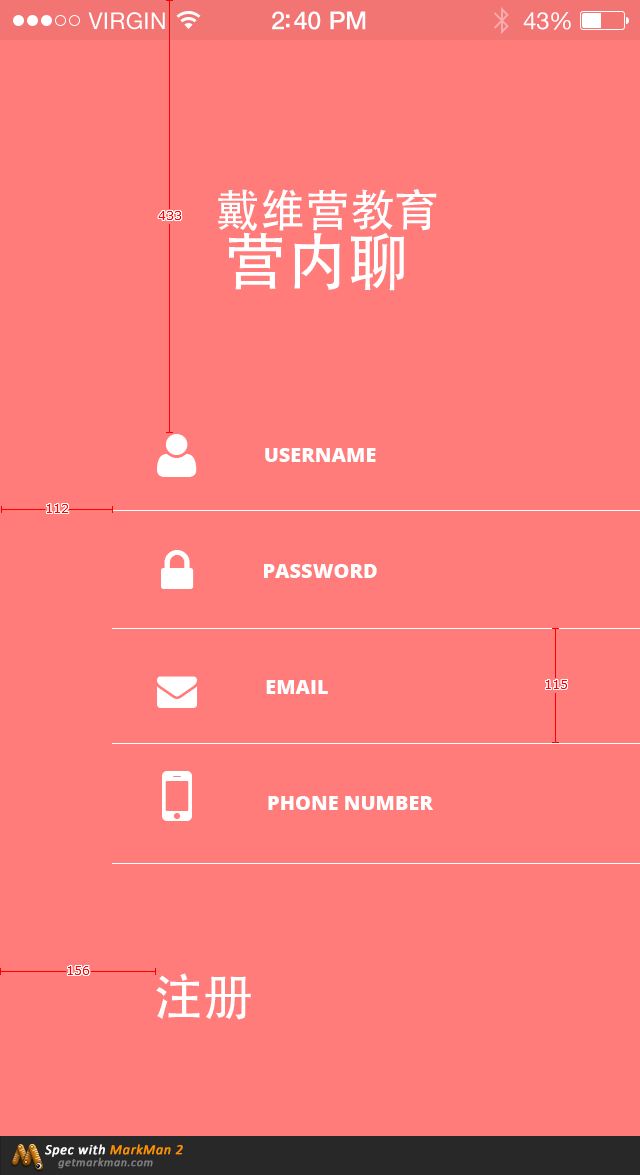 VIRGIN 2:40 PM 43%
433
戴维营教育
营内聊
USERNAME
112
PASSWORD
EMAIL
115
PHONE NUMBER
156
注册
Spec with MarkMan 2
getmarkman.com